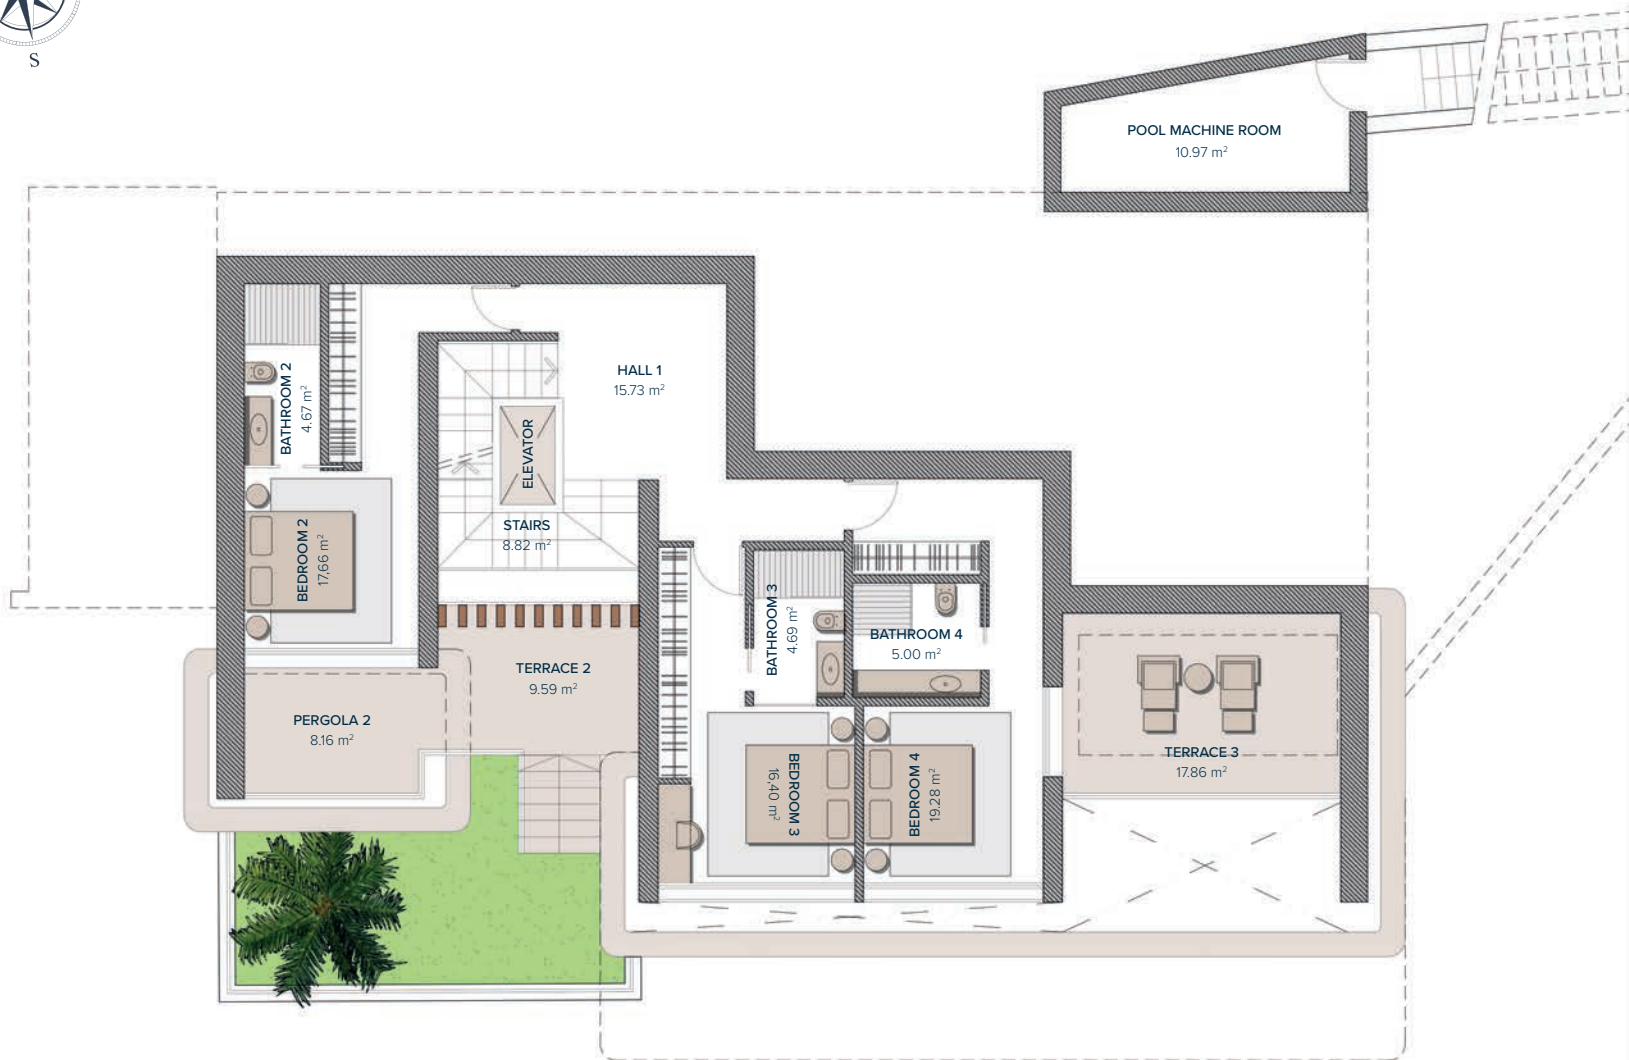 S
POOL MACHINE ROOM
10.97 m²
HALL 1
15.73 m²
BATHROOM 2
4.67 m²
ELEVATOR
STAIRS
8.82 m²
BEDROOM 2
17,66 m²
BATHROOM 3
4.69 m²
BATHROOM 4
5.00 m²
TERRACE 2
9.59 m²
PERGOLA 2
8.16 m²
BEDROOM 3
16,40 m²
BEDROOM 4
19.28 m²
TERRACE 3
17.86 m²